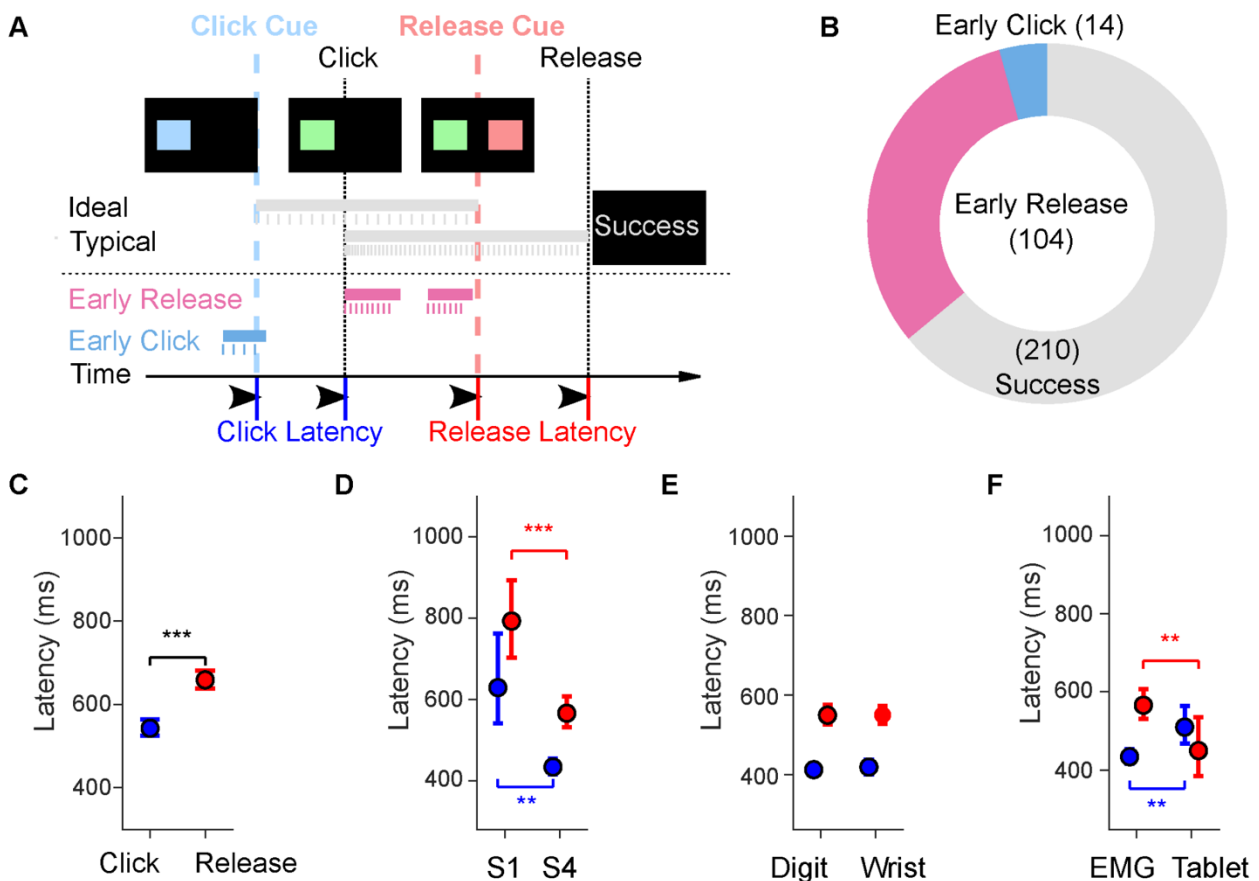 A
Click Cue
Release Cue
Click
Release
Ideal
Typical
Success
Early Release
Early Click
Time
Click Latency
Release Latency
B
Early Click (14)
Early Release
(104)
(210)
Success
C
Latency (ms)
1000
800
600
400
***
Click Release
D
Latency (ms)
1000
800
600
400
***
**
S1 S4
E
Latency (ms)
1000
800
600
400
Digit Wrist
F
Latency (ms)
1000
800
600
400
**
**
EMG Tablet